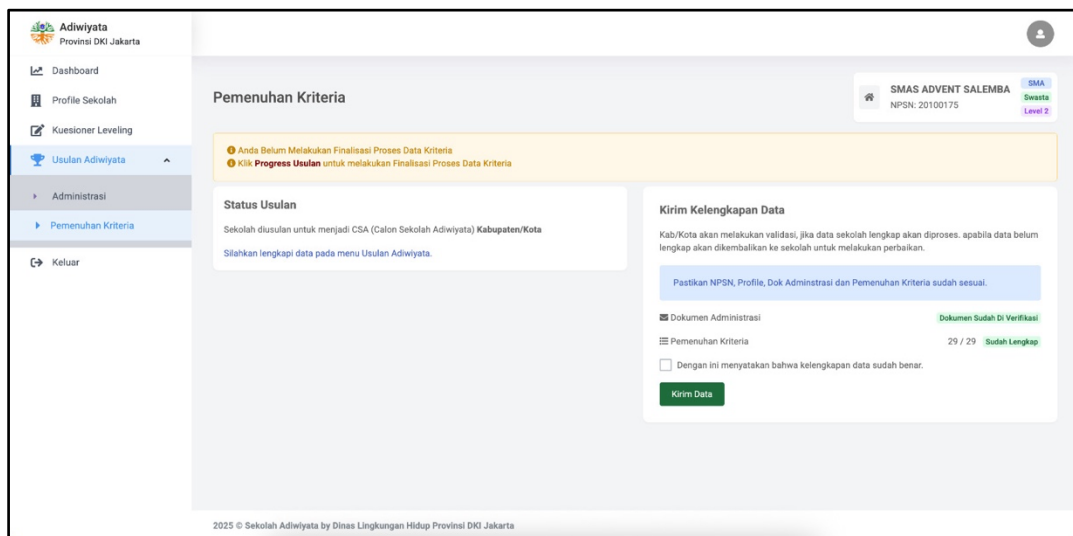 Adiwyata
Provinsi DKI Jakarta
Dashboard
Profile Sekolah
Kuesioner Leveling
Usulan Adiwyata
Administrasi
Pemenuhan Kriteria
Keluar
Pemenuhan Kriteria
SMAS ADVENT SALEMBA
NPSN: 20100175
SMA
Swasta
Level 2
Anda Belum Melakukan Finalisasi Proses Data Kriteria
Klik Progress Usulan untuk melakukan Finalisasi Proses Data Kriteria
Status Usulan
Sekolah diusulan untuk menjadi CSA (Calon Sekolah Adiwyata) Kabupaten/Kota
Silahkan lengkapi data pada menu Usulan Adiwyata.
Kirim Kelengkapan Data
Kab/Kota akan melakukan validasi, jika data sekolah lengkap akan diproses. apabila data belum
lengkap akan dikembalikan ke sekolah untuk melakukan perbaikan.
Pastikan NPSN, Profile, Dok Adminstrasi dan Pemenuhan Kriteria sudah sesuai.
Dokumen Administrasi
Dokumen Sudah Di Verifikasi
Pemenuhan Kriteria
29 / 29 Sudah Lengkap
Dengan ini menyatakan bahwa kelengkapan data sudah benar.
Kirim Data
2025 © Sekolah Adiwyata by Dinas Lingkungan Hidup Provinsi DKI Jakarta